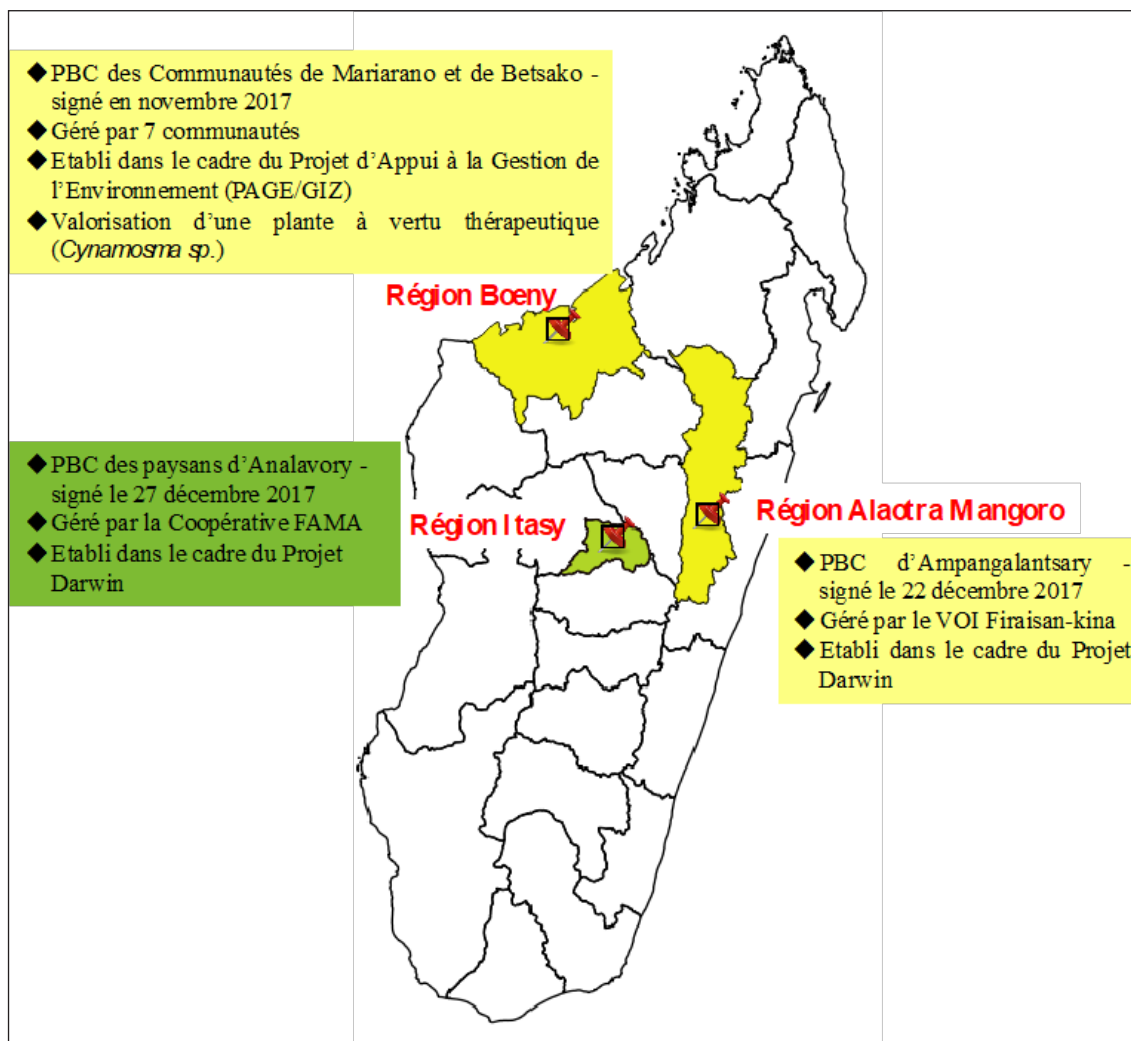 ◆ PBC des Communautés de Mariarano et de Betsako -
signé en novembre 2017
◆ Géré par 7 communautés
◆ Etabli dans le cadre du Projet d’Appui à la Gestion de
l’Environnement (PAGE/GIZ)
◆ Valorisation d’une plante à vertu thérapeutique
(Cynamosma sp.)
Région Boeny
◆ PBC des paysans d’Analavory -
signé le 27 décembre 2017
◆ Géré par la Coopérative FAMA
◆ Etabli dans le cadre du Projet
Darwin
Région Itasy
Région Alaotra Mangoro
◆ PBC d’Ampangalantsary -
signé le 22 décembre 2017
◆ Géré par le VOI Firaisan-kina
◆ Etabli dans le cadre du Projet
Darwin